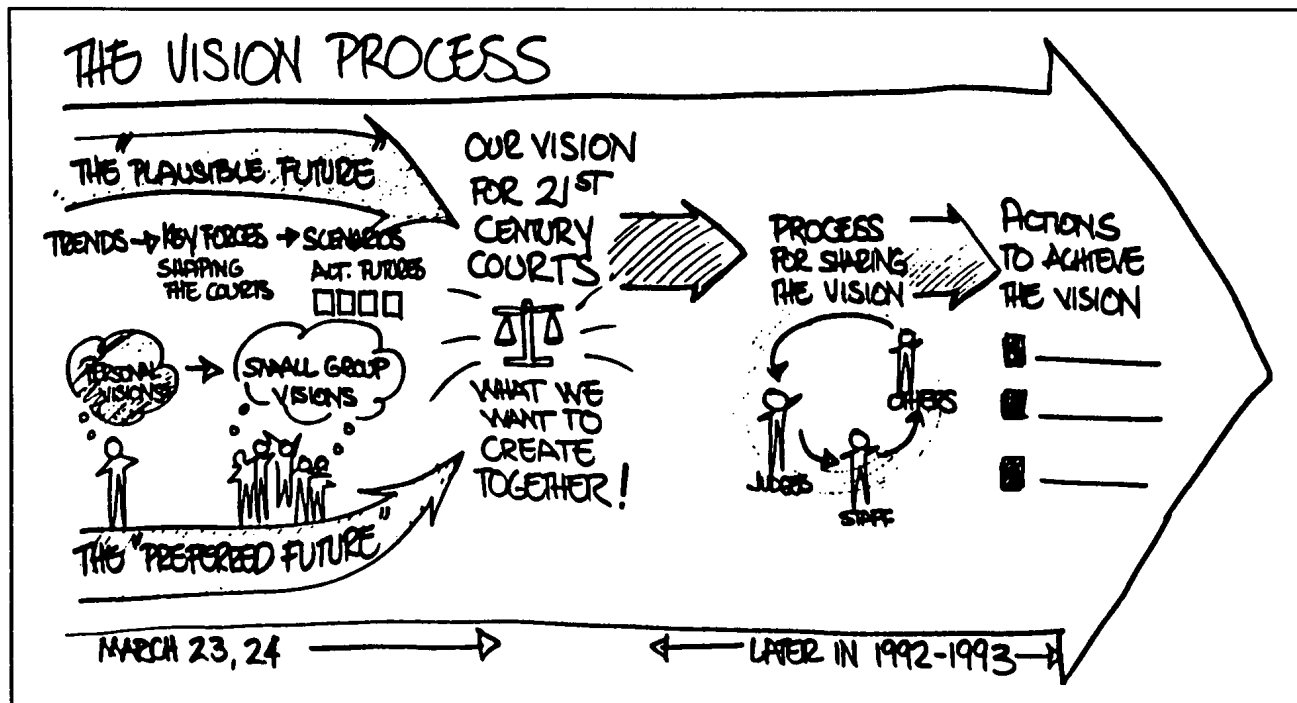 THE VISION PROCESS
THE "PLAUSIBLE FUTURE"
TRENDS → KEY FORCES → SCENARIOS
SHAPING
THE COURTS
ALT. FUTURES
PERSONAL
VISIONS
SMALL GROUP
VISIONS
THE "PREFERRED FUTURE"
OUR VISION
FOR 21ST
CENTURY
COURTS
WHAT WE
WANT TO
CREATE
TOGETHER!
PROCESS
FOR SHARING
THE VISION
OTHERS
JUDGES
STAFF
ACTIONS
TO ACHIEVE
THE VISION
MARCH 23, 24
LATER IN 1992-1993